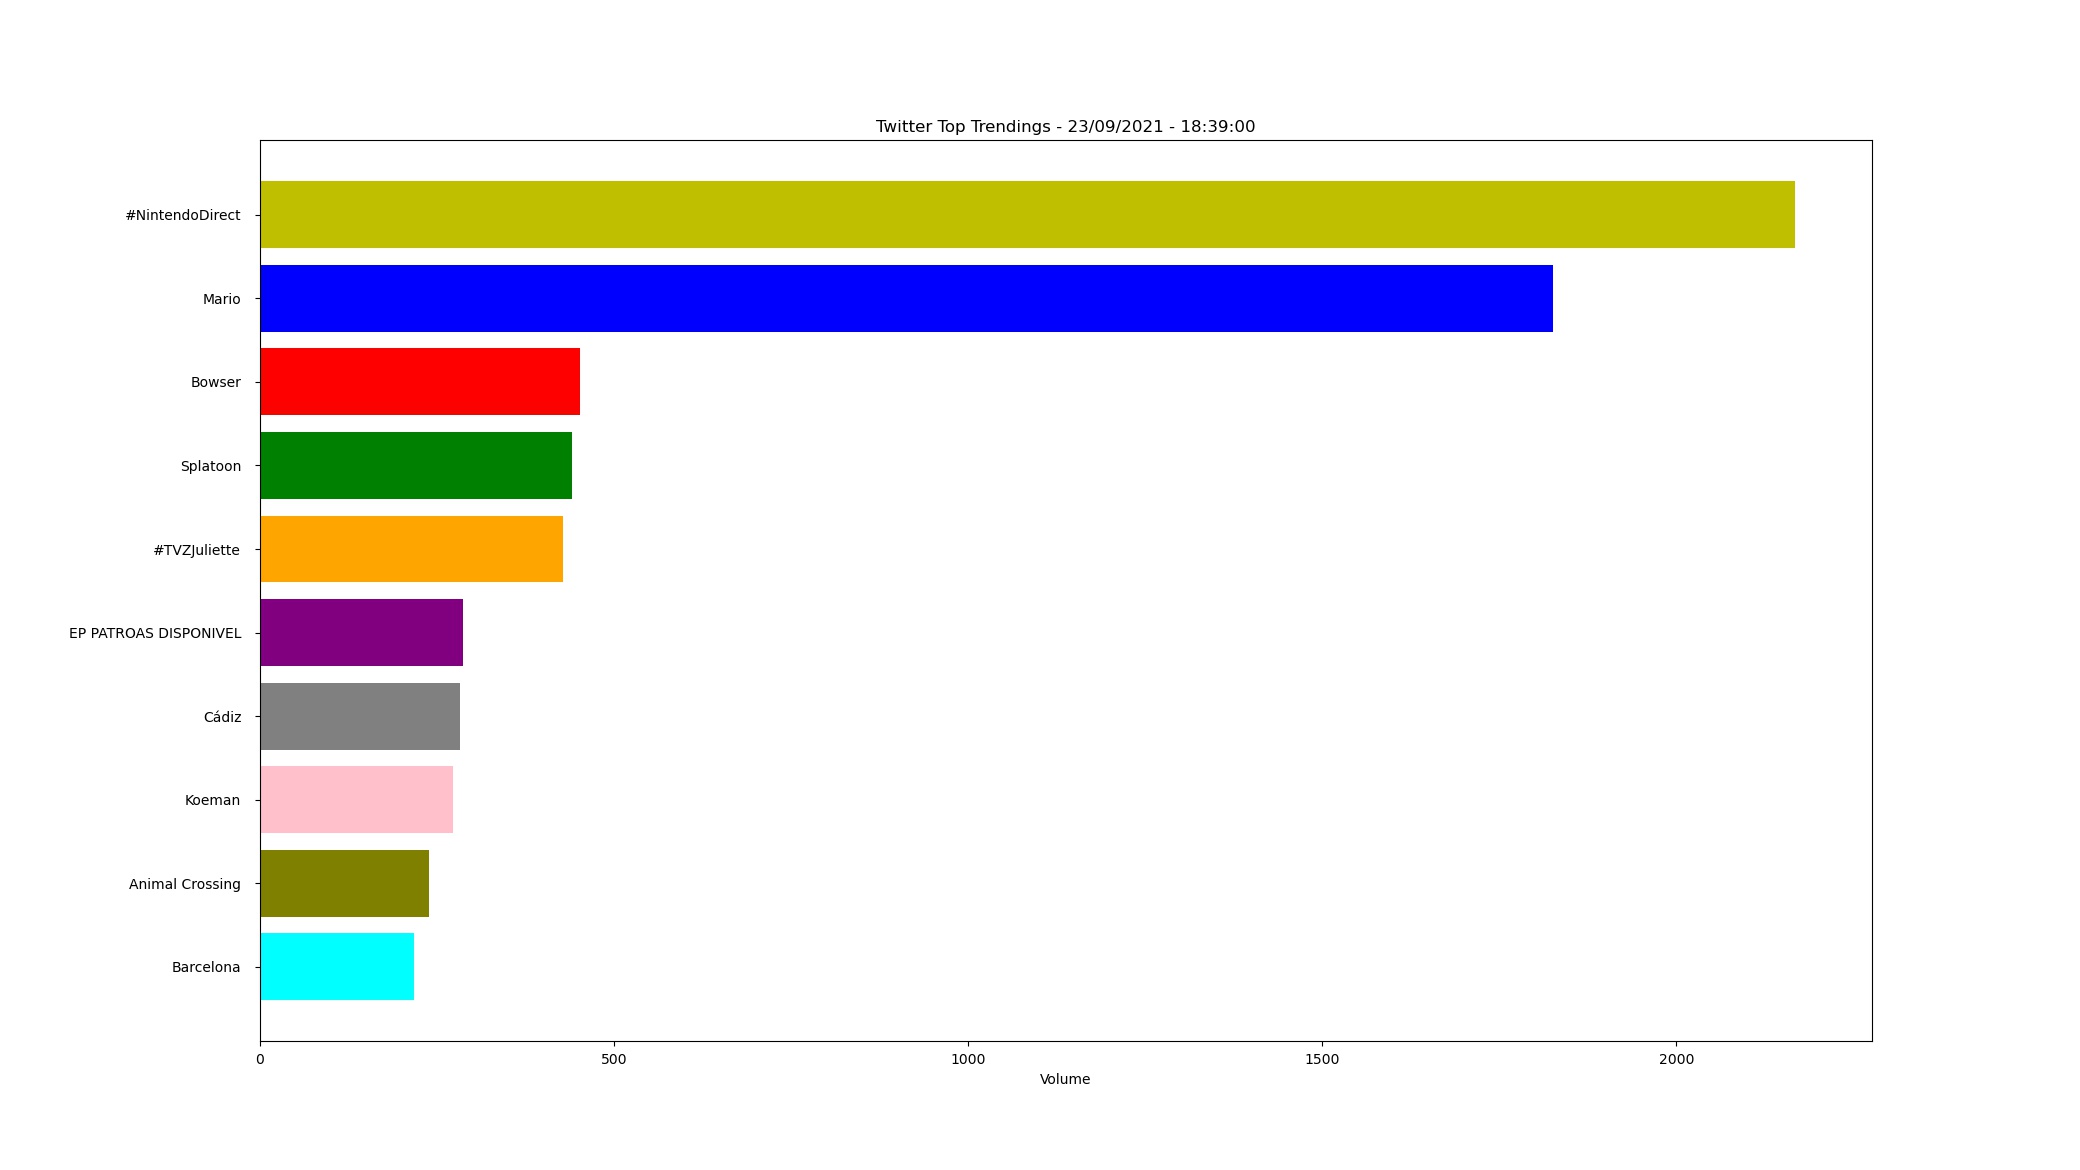 Twitter Top Trendings - 23/09/2021 - 18:39:00
#NintendoDirect
Mario
Bowser
Splatoon
#TVZJuliette
EP PATROAS DISPONIVEL
Cádiz
Koeman
Animal Crossing
Barcelona
0 500 1000 1500 2000
Volume